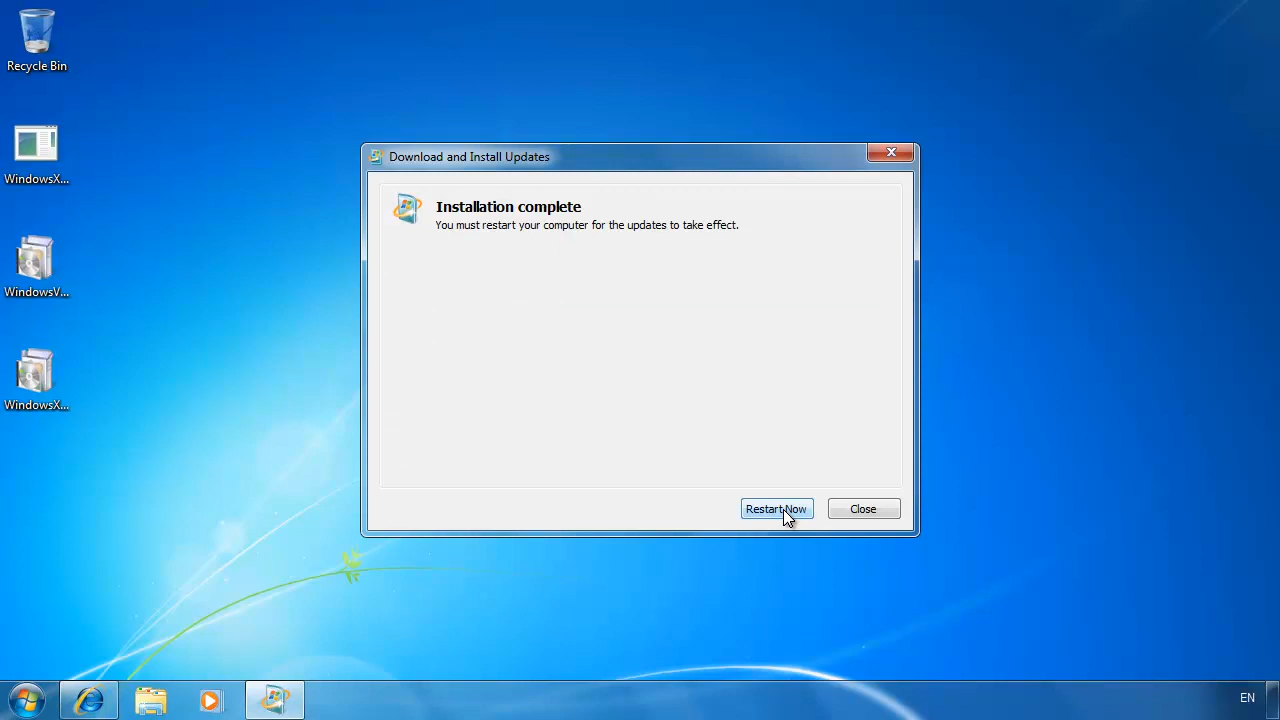 Recycle Bin
WindowsX...
WindowsV...
WindowsX...
Download and Install Updates
Installation complete
You must restart your computer for the updates to take effect.
Restart Now
Close
EN